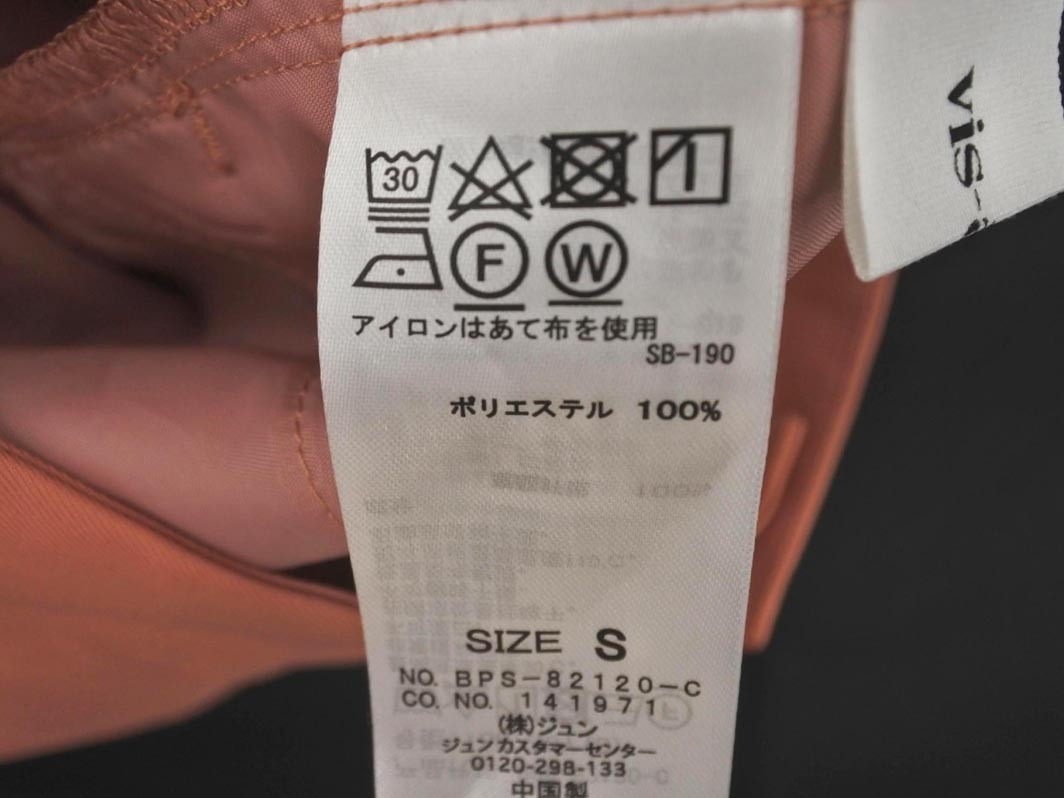 30
F W
アイロンはあて布を使用
SB-190
ポリエステル 100%
SIZE S
NO. BPS-82120-C
CO. NO. 141971
(株)ジュン
ジュンカスタマーセンター
0120-298-133
中国製
vis-